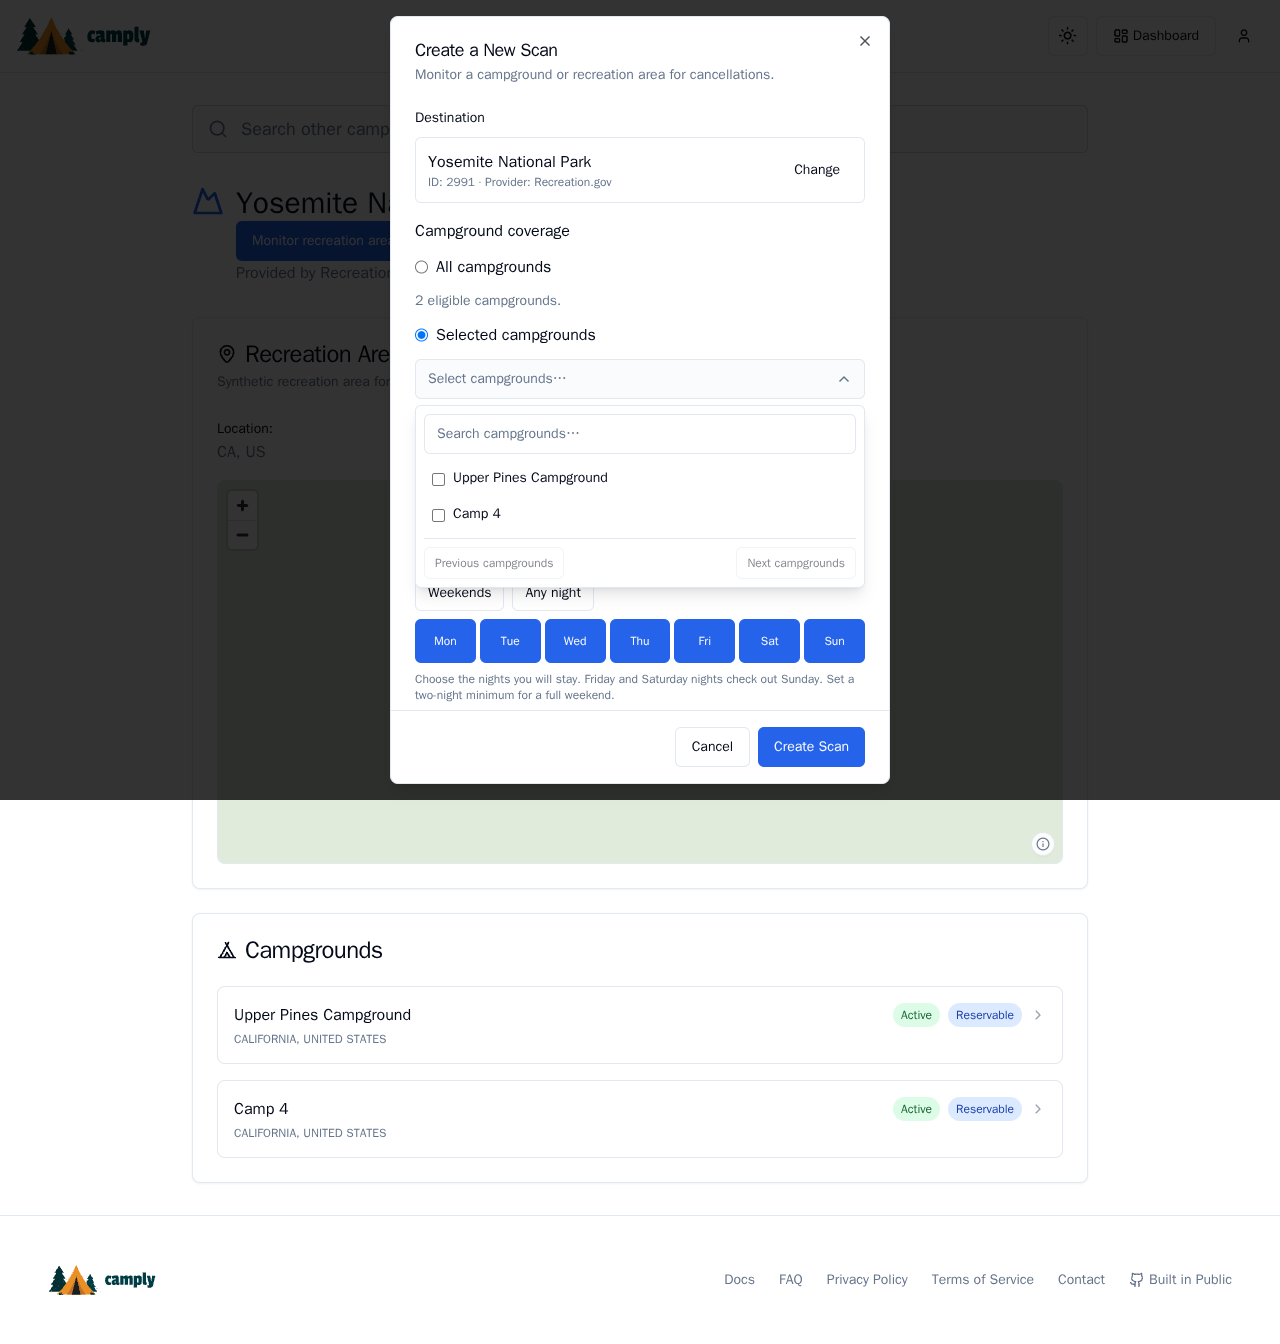 camply
Dashboard
Create a New Scan
Monitor a campground or recreation area for cancellations.
Search other camp
Destination
Yosemite National Park
ID: 2991 · Provider: Recreation.gov
Change
Yosemite Na
Monitor recreation area
Provided by Recreation
Campground coverage
All campgrounds
2 eligible campgrounds.
Selected campgrounds
Select campgrounds…
Recreation Are
Synthetic recreation area for
Location:
CA, US
Search campgrounds…
Upper Pines Campground
Camp 4
Previous campgrounds
Next campgrounds
Weekends
Any night
Mon
Tue
Wed
Thu
Fri
Sat
Sun
Choose the nights you will stay. Friday and Saturday nights check out Sunday. Set a
two-night minimum for a full weekend.
Cancel
Create Scan
Campgrounds
Upper Pines Campground
Active
Reservable
CALIFORNIA, UNITED STATES
Camp 4
Active
Reservable
CALIFORNIA, UNITED STATES
camply
Docs
FAQ
Privacy Policy
Terms of Service
Contact
Built in Public